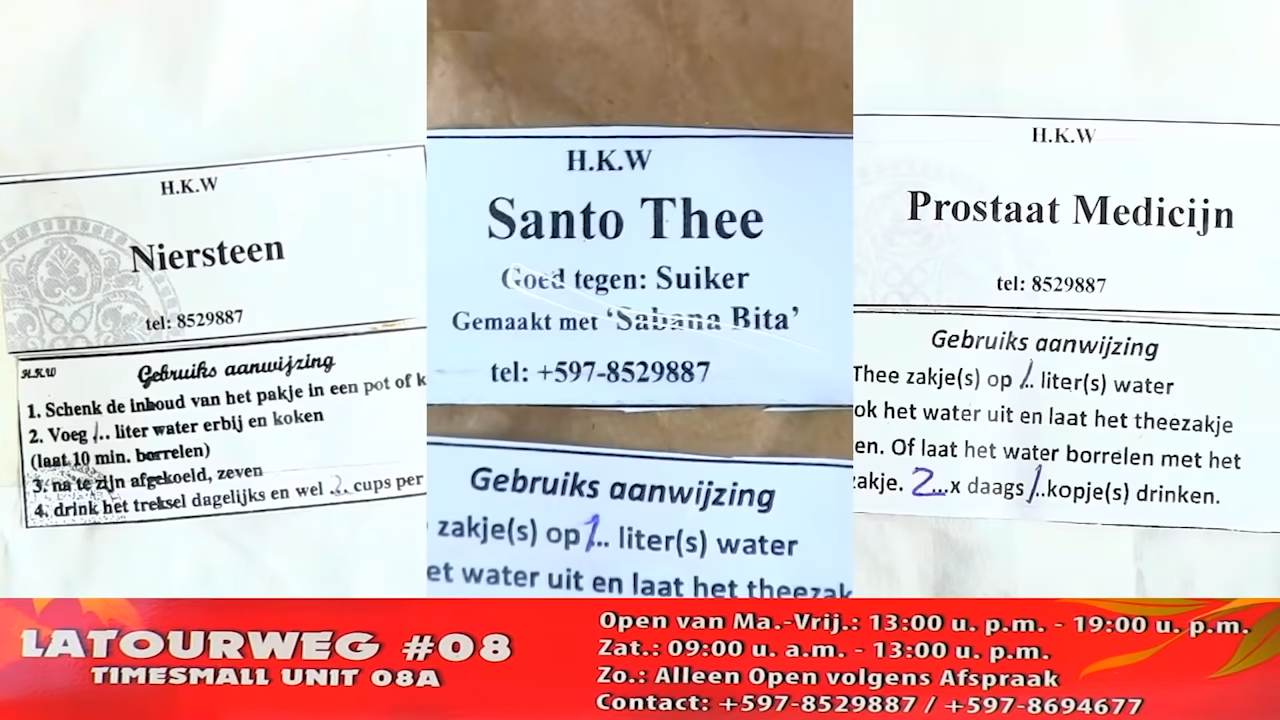 H.K.W
Niersteen
tel: 8529887
H.K.W
Gebruiks aanwijzing
1. Schenk de inhoud van het pakje in een pot of k
2. Voeg 1.. liter water erbij en koken
(laat 10 min. borrelen)
3. na te zijn afgekoeld, zeven
4. drink het treksel dagelijks en wel 2 cups per
H.K.W
Santo Thee
Goed tegen: Suiker
Gemaakt met ‘Sabana Bita’
tel: +597-8529887
Gebruiks aanwijzing
zakje(s) op 1.. liter(s) water
et water uit en laat het theezak
H.K.W
Prostaat Medicijn
tel: 8529887
Gebruiks aanwijzing
Thee zakje(s) op 1.. liter(s) water
ok het water uit en laat het theezakje
en. Of laat het water borrelen met het
zakje. 2...x daags 1..kopje(s) drinken.
LATOURWEG #08
TIMESMALL UNIT 08A
Open van Ma.-Vrij.: 13:00 u. p.m. - 19:00 u. p.m.
Zat.: 09:00 u. a.m. - 13:00 u. p.m.
Zo.: Alleen Open volgens Afspraak
Contact: +597-8529887 / +597-8694677